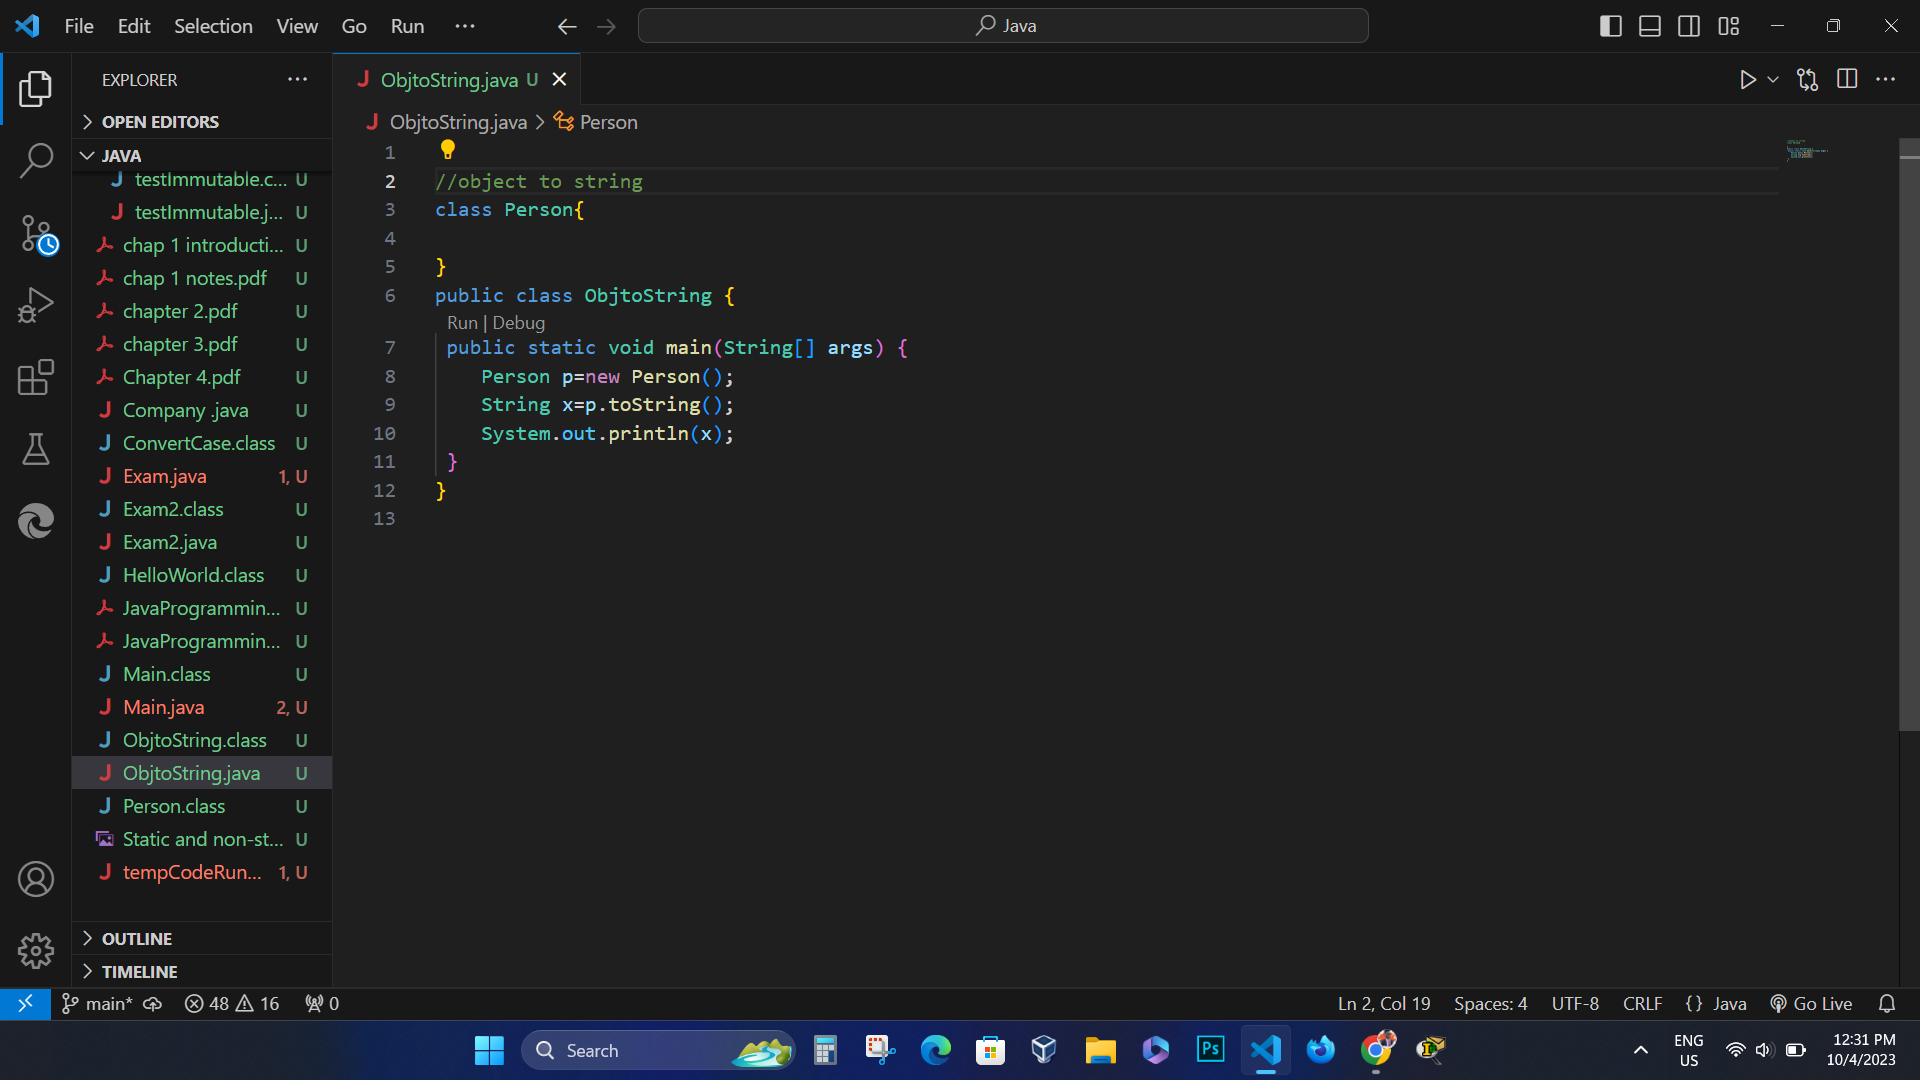 File Edit Selection View Go Run ···
Java
EXPLORER ···
OPEN EDITORS
JAVA
testImmutable.c... U
testImmutable.j... U
chap 1 introducti... U
chap 1 notes.pdf U
chapter 2.pdf U
chapter 3.pdf U
Chapter 4.pdf U
Company .java U
ConvertCase.class U
Exam.java 1, U
Exam2.class U
Exam2.java U
HelloWorld.class U
JavaProgrammin... U
JavaProgrammin... U
Main.class U
Main.java 2, U
ObjtoString.class U
ObjtoString.java U
Person.class U
Static and non-st... U
tempCodeRun... 1, U
OUTLINE
TIMELINE
ObjtoString.java U
ObjtoString.java > Person
1
2 //object to string
3 class Person{
4
5 }
6 public class ObjtoString {
Run | Debug
7 public static void main(String[] args) {
8 Person p=new Person();
9 String x=p.toString();
10 System.out.println(x);
11 }
12 }
13
main* 48 16 0
Ln 2, Col 19 Spaces: 4 UTF-8 CRLF {} Java Go Live
Search
Ps
ENG
US
12:31 PM
10/4/2023